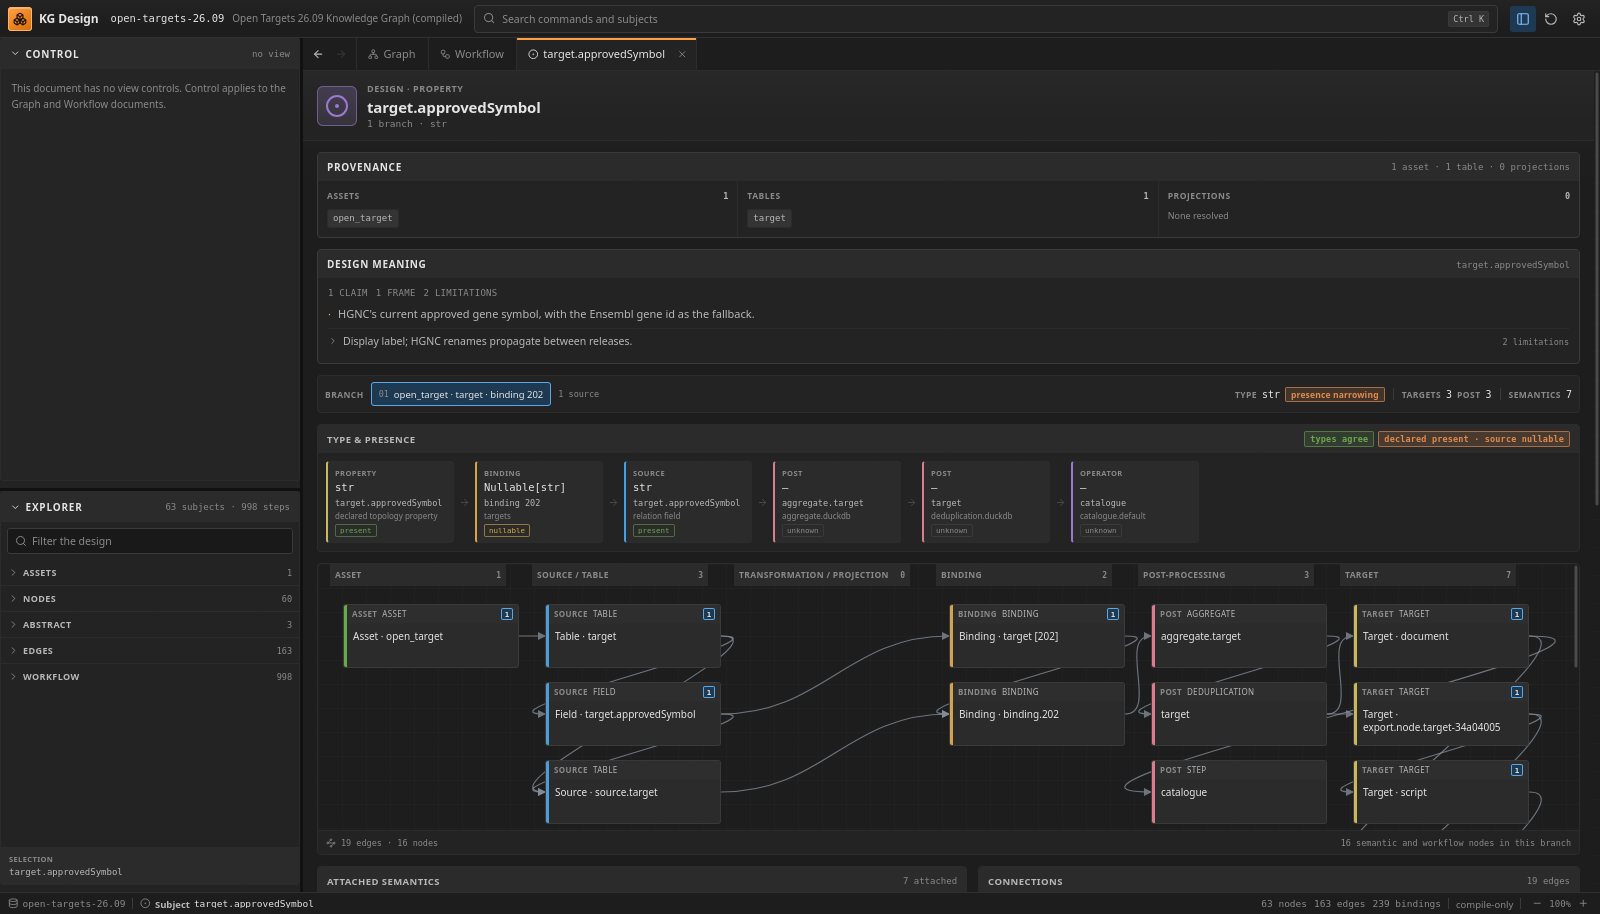 KG Design open-targets-26.09 Open Targets 26.09 Knowledge Graph (compiled) Search commands and subjects Ctrl K
CONTROL no view
This document has no view controls. Control applies to the
Graph and Workflow documents.
Graph Workflow target.approvedSymbol
DESIGN · PROPERTY
target.approvedSymbol
1 branch · str
PROVENANCE 1 asset · 1 table · 0 projections
ASSETS 1 TABLES 1 PROJECTIONS 0
open_target target None resolved
DESIGN MEANING target.approvedSymbol
1 CLAIM 1 FRAME 2 LIMITATIONS
· HGNC's current approved gene symbol, with the Ensembl gene id as the fallback.
Display label; HGNC renames propagate between releases. 2 limitations
BRANCH 01 open_target · target · binding 202 1 source TYPE str presence narrowing TARGETS 3 POST 3 SEMANTICS 7
TYPE & PRESENCE types agree declared present · source nullable
PROPERTY BINDING SOURCE POST POST OPERATOR
str Nullable[str] str — — —
target.approvedSymbol binding 202 target.approvedSymbol aggregate.target target catalogue
declared topology property targets relation field aggregate.duckdb deduplication.duckdb catalogue.default
present nullable present unknown unknown unknown
ASSET 1 SOURCE / TABLE 3 TRANSFORMATION / PROJECTION 0 BINDING 2 POST-PROCESSING 3 TARGET 7
ASSET ASSET 1 SOURCE TABLE 1 BINDING BINDING 1 POST AGGREGATE TARGET TARGET 1
Asset · open_target Table · target Binding · target [202] aggregate.target Target · document
SOURCE FIELD 1 BINDING BINDING POST DEDUPLICATION TARGET TARGET 1
Field · target.approvedSymbol Binding · binding.202 target Target ·
export.node.target-34a04005
SOURCE TABLE POST STEP TARGET TARGET 1
Source · source.target catalogue Target · script
19 edges · 16 nodes 16 semantic and workflow nodes in this branch
ATTACHED SEMANTICS 7 attached CONNECTIONS 19 edges
EXPLORER 63 subjects · 998 steps
Filter the design
ASSETS 1
NODES 60
ABSTRACT 3
EDGES 163
WORKFLOW 998
SELECTION
target.approvedSymbol
open-targets-26.09 Subject target.approvedSymbol 63 nodes 163 edges 239 bindings compile-only − 100% +